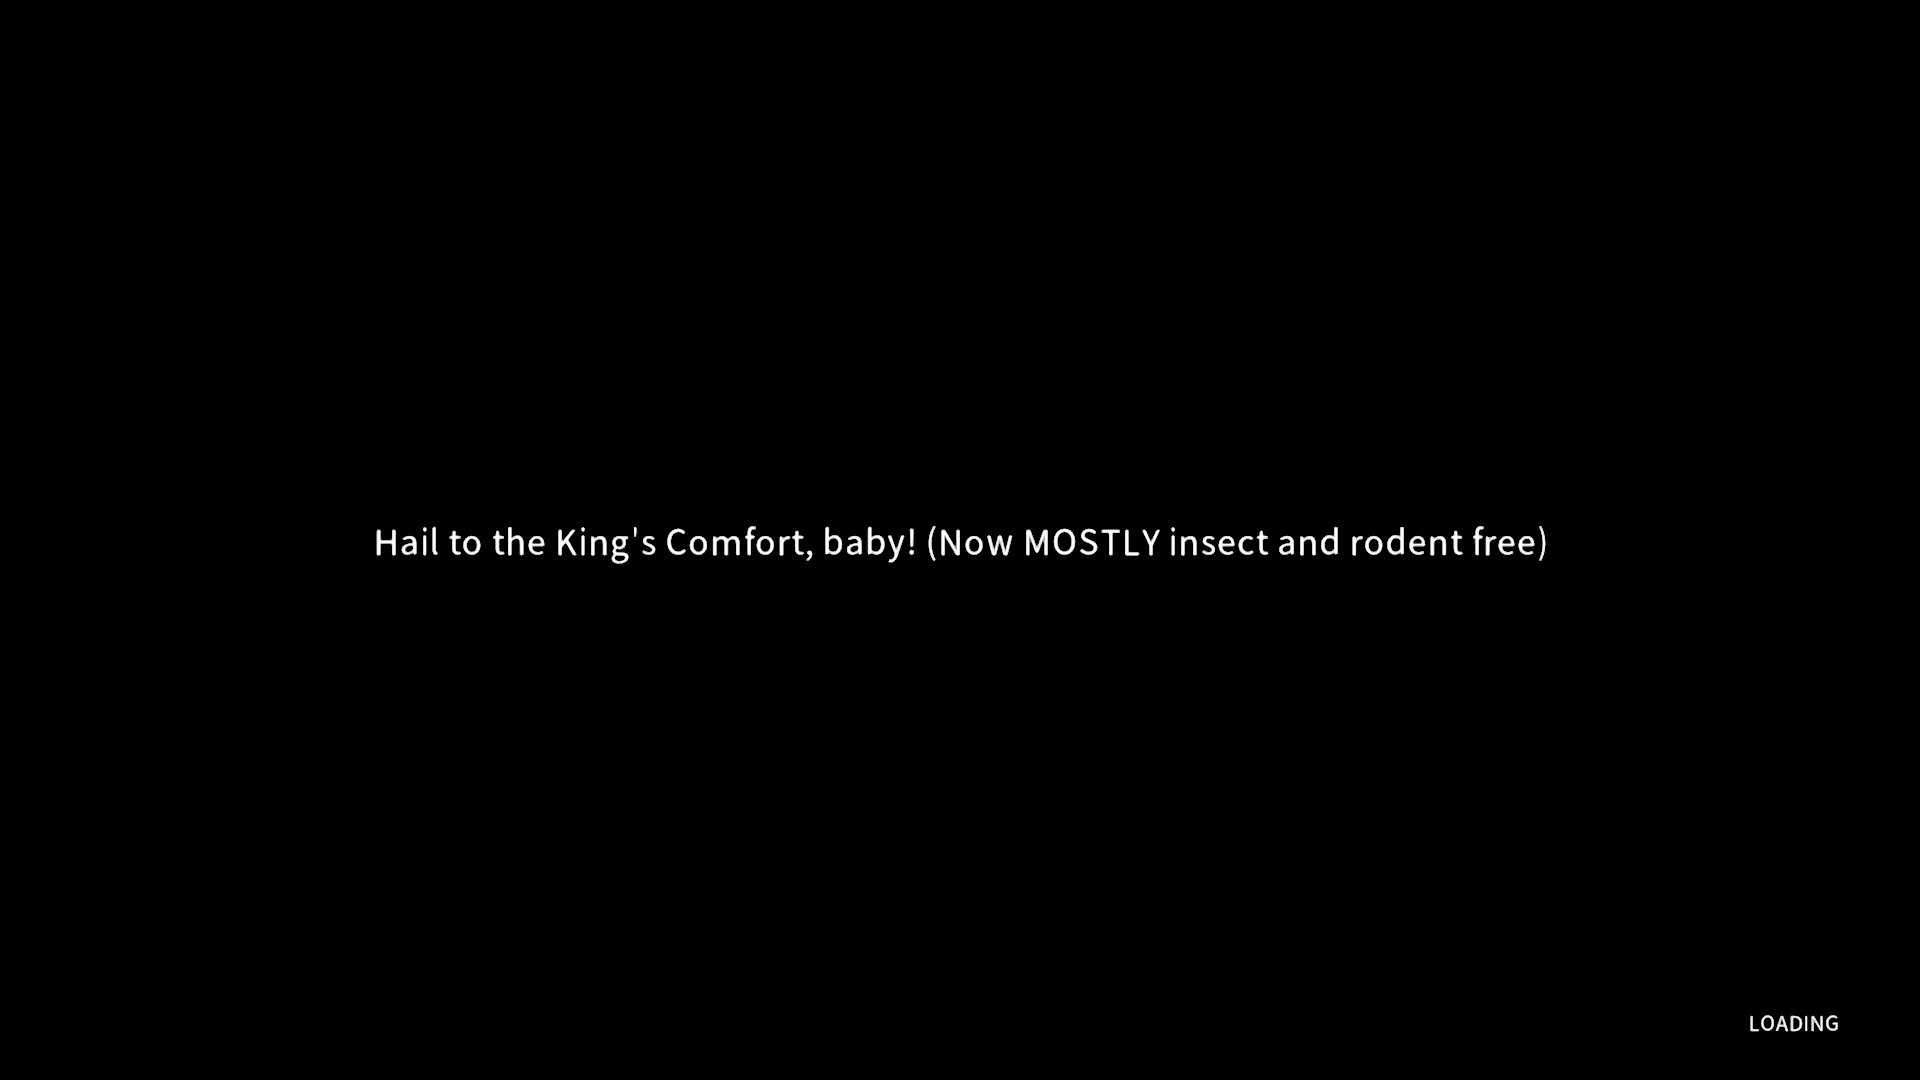 Hail to the King's Comfort, baby! (Now MOSTLY insect and rodent free)
LOADING